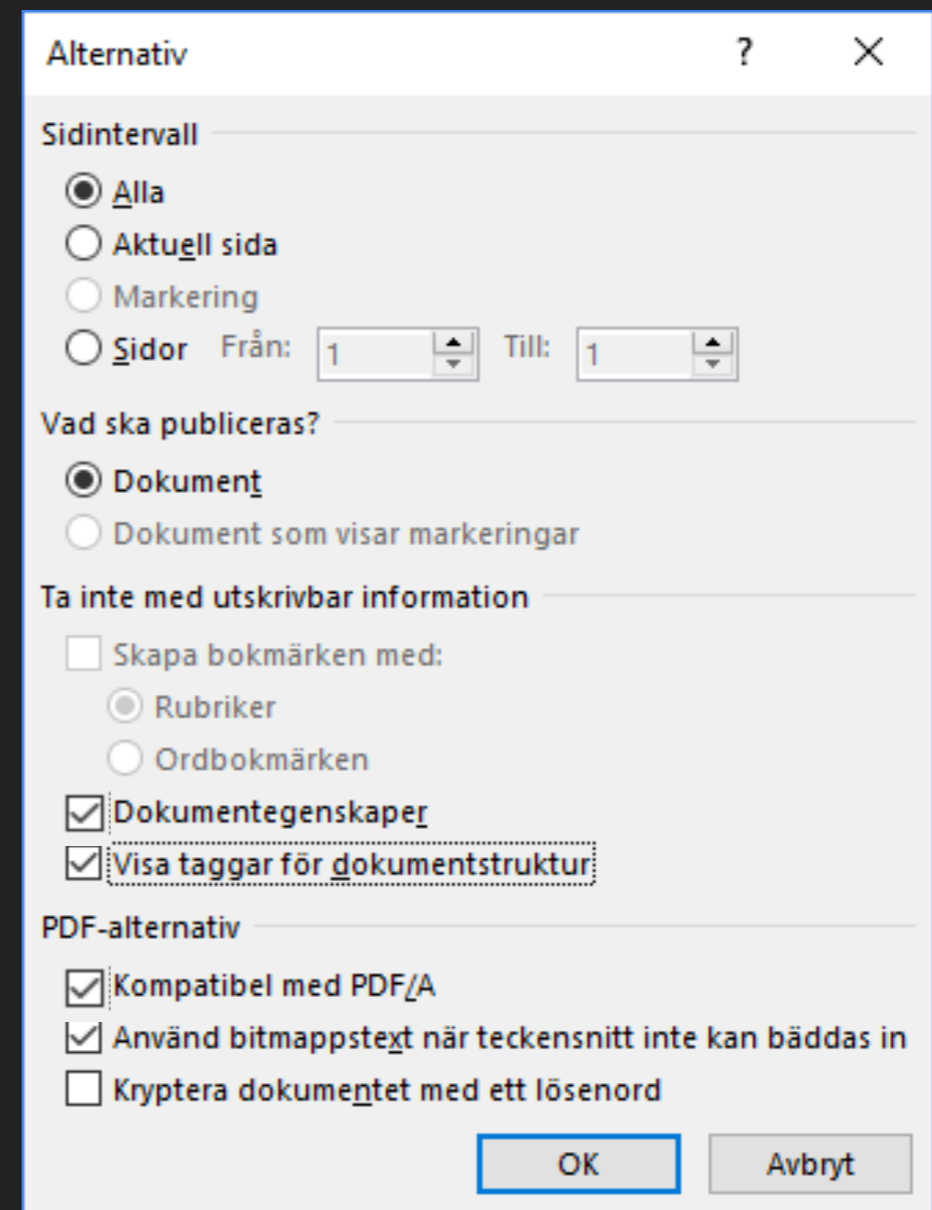 Alternativ ?
Sidintervall
Alla
Aktuell sida
Markering
Sidor Från: 1 Till: 1
Vad ska publiceras?
Dokument
Dokument som visar markeringar
Ta inte med utskrivbar information
Skapa bokmärken med:
Rubriker
Ordbokmärken
Dokumentegenskaper
Visa taggar för dokumentstruktur
PDF-alternativ
Kompatibel med PDF/A
Använd bitmappstext när teckensnitt inte kan bäddas in
Kryptera dokumentet med ett lösenord
OK Avbryt